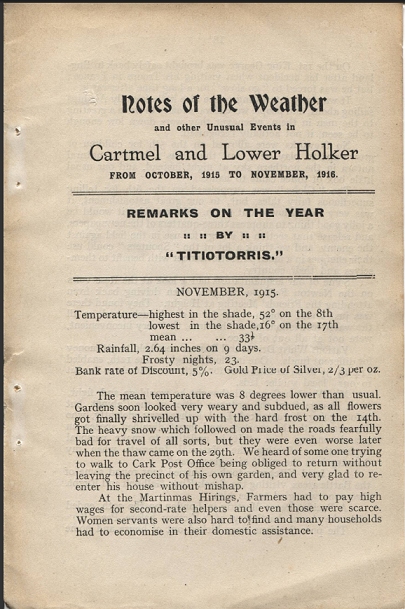 Notes of the Weather
and other Unusual Events in
Cartmel and Lower Holker
FROM OCTOBER, 1915 TO NOVEMBER, 1916.
REMARKS ON THE YEAR
:: :: BY :: ::
"TITIOTORRIS."
NOVEMBER, 1915.
Temperature—highest in the shade, 52° on the 8th
lowest in the shade, 16° on the 17th
mean ... ... 33½
Rainfall, 2.64 inches on 9 days.
Frosty nights, 23.
Bank rate of Discount, 5%. Gold Price of Silver, 2/3 per oz.
The mean temperature was 8 degrees lower than usual.
Gardens soon looked very weary and subdued, as all flowers
got finally shrivelled up with the hard frost on the 14th.
The heavy snow which followed on made the roads fearfully
bad for travel of all sorts, but they were even worse later
when the thaw came on the 29th. We heard of some one trying
to walk to Cark Post Office being obliged to return without
leaving the precinct of his own garden, and very glad to re-
enter his house without mishap.
At the Martinmas Hirings, Farmers had to pay high
wages for second-rate helpers and even those were scarce.
Women servants were also hard to find and many households
had to economise in their domestic assistance.